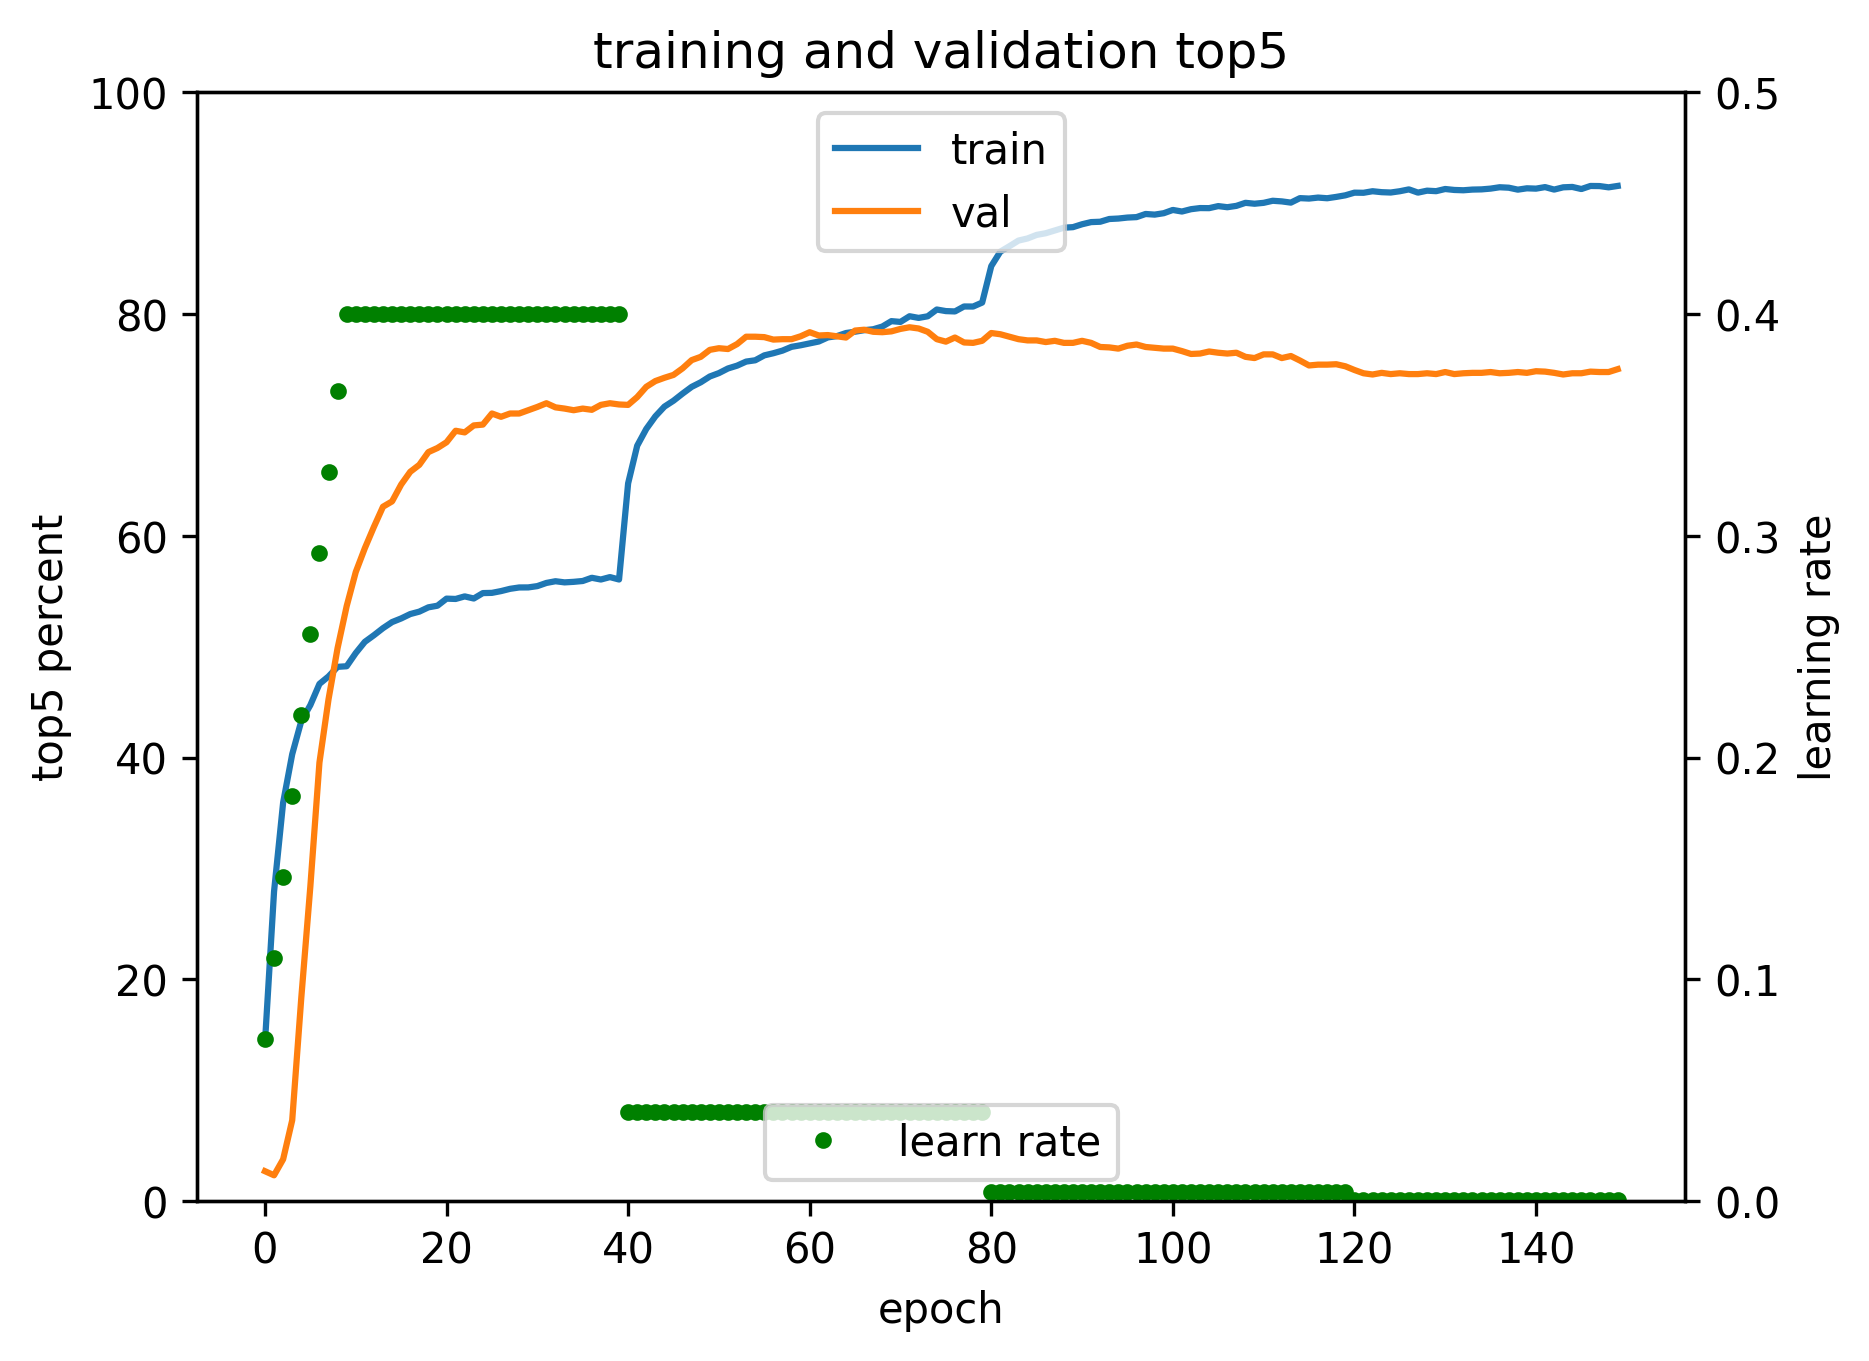 training and validation top5
100
80
60
40
20
0
top5 percent
0.5
0.4
0.3
0.2
0.1
0.0
learning rate
train
val
learn rate
0 20 40 60 80 100 120 140
epoch